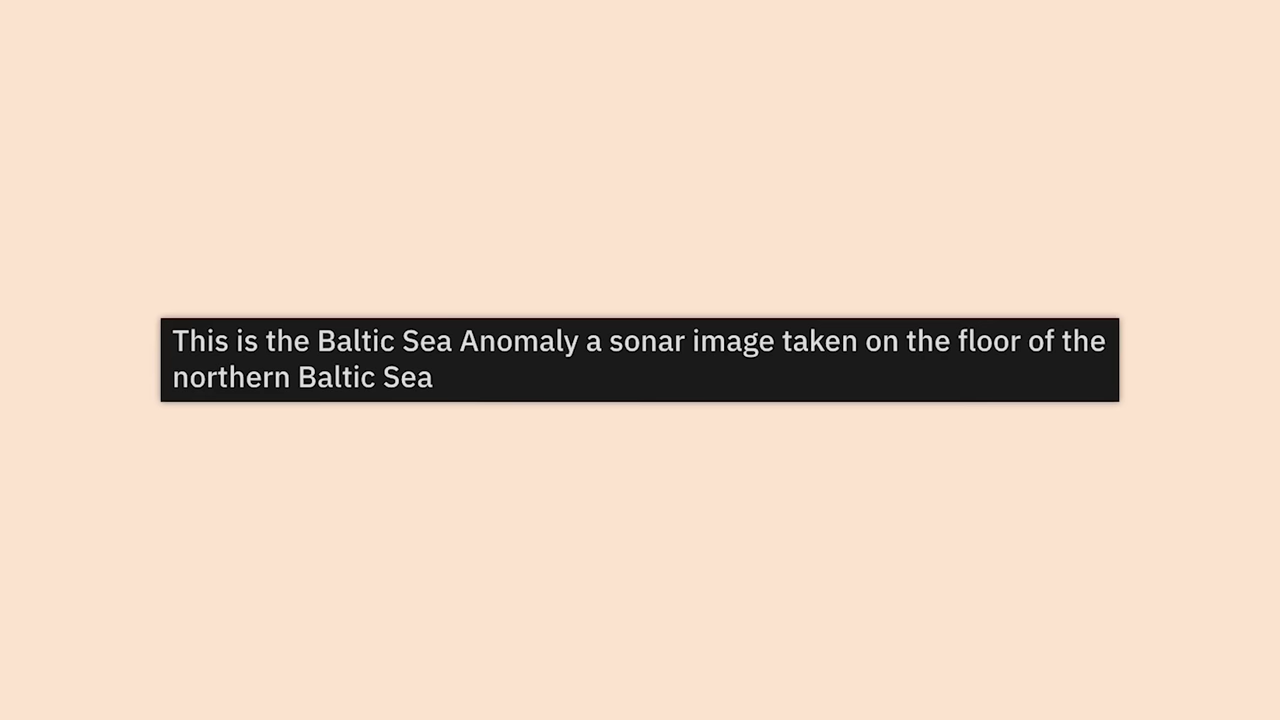 This is the Baltic Sea Anomaly a sonar image taken on the floor of the
northern Baltic Sea